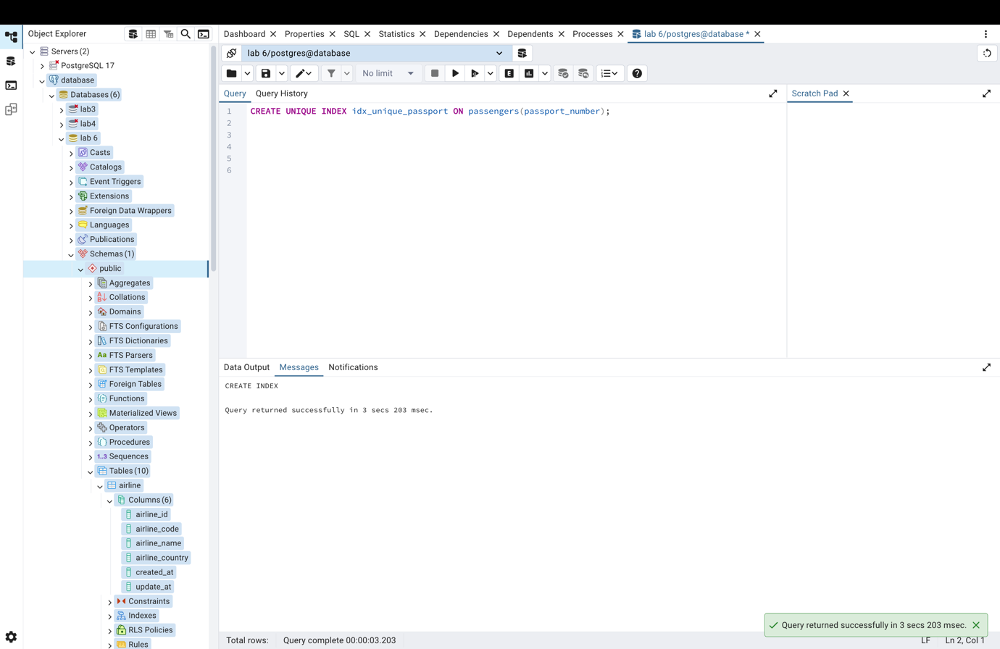 Object Explorer
Dashboard
Properties
SQL
Statistics
Dependencies
Dependents
Processes
lab 6/postgres@database *
Servers (2)
PostgreSQL 17
database
Databases (6)
lab3
lab4
lab 6
Casts
Catalogs
Event Triggers
Extensions
Foreign Data Wrappers
Languages
Publications
Schemas (1)
public
Aggregates
Collations
Domains
FTS Configurations
FTS Dictionaries
Aa FTS Parsers
FTS Templates
Foreign Tables
Functions
Materialized Views
Operators
Procedures
1..3 Sequences
Tables (10)
airline
Columns (6)
airline_id
airline_code
airline_name
airline_country
created_at
update_at
Constraints
Indexes
RLS Policies
Rules
lab 6/postgres@database
No limit
E
Query
Query History
Scratch Pad
1 CREATE UNIQUE INDEX idx_unique_passport ON passengers(passport_number);
2
3
4
5
6
Data Output
Messages
Notifications
CREATE INDEX
Query returned successfully in 3 secs 203 msec.
Query returned successfully in 3 secs 203 msec.
Total rows:
Query complete 00:00:03.203
LF
Ln 2, Col 1